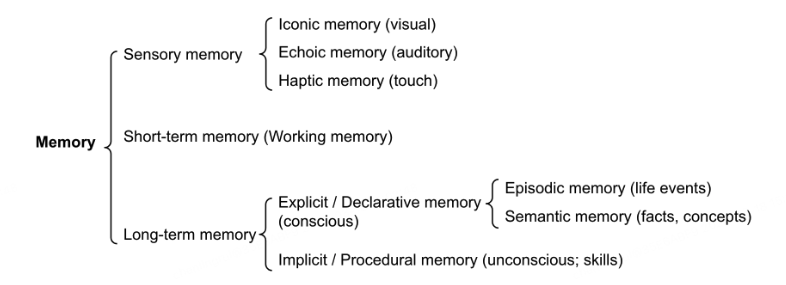 Iconic memory (visual)
Sensory memory
Echoic memory (auditory)
Haptic memory (touch)
Memory
Short-term memory (Working memory)
Long-term memory
Explicit / Declarative memory
(conscious)
Episodic memory (life events)
Semantic memory (facts, concepts)
Implicit / Procedural memory (unconscious; skills)